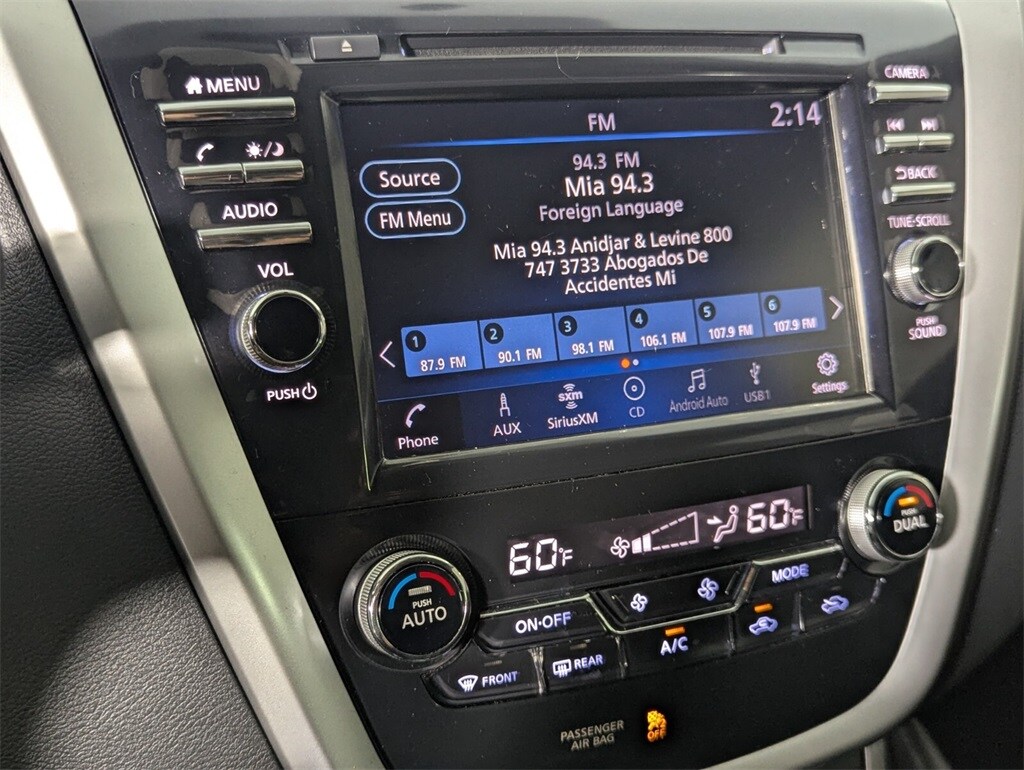 MENU
AUDIO
VOL
PUSH
FM 2:14
Source
FM Menu
94.3 FM
Mia 94.3
Foreign Language
Mia 94.3 Anidjar & Levine 800
747 3733 Abogados De
Accidentes Mi
1 2 3 4 5 6
87.9 FM 90.1 FM 98.1 FM 106.1 FM 107.9 FM 107.9 FM
Phone AUX SiriusXM CD Android Auto USB1 Settings
sxm
CAMERA
BACK
TUNE·SCROLL
PUSH
SOUND
60°F 60°F
PUSH
AUTO
PUSH
DUAL
ON·OFF
MODE
A/C
FRONT
REAR
PASSENGER
AIR BAG
OFF